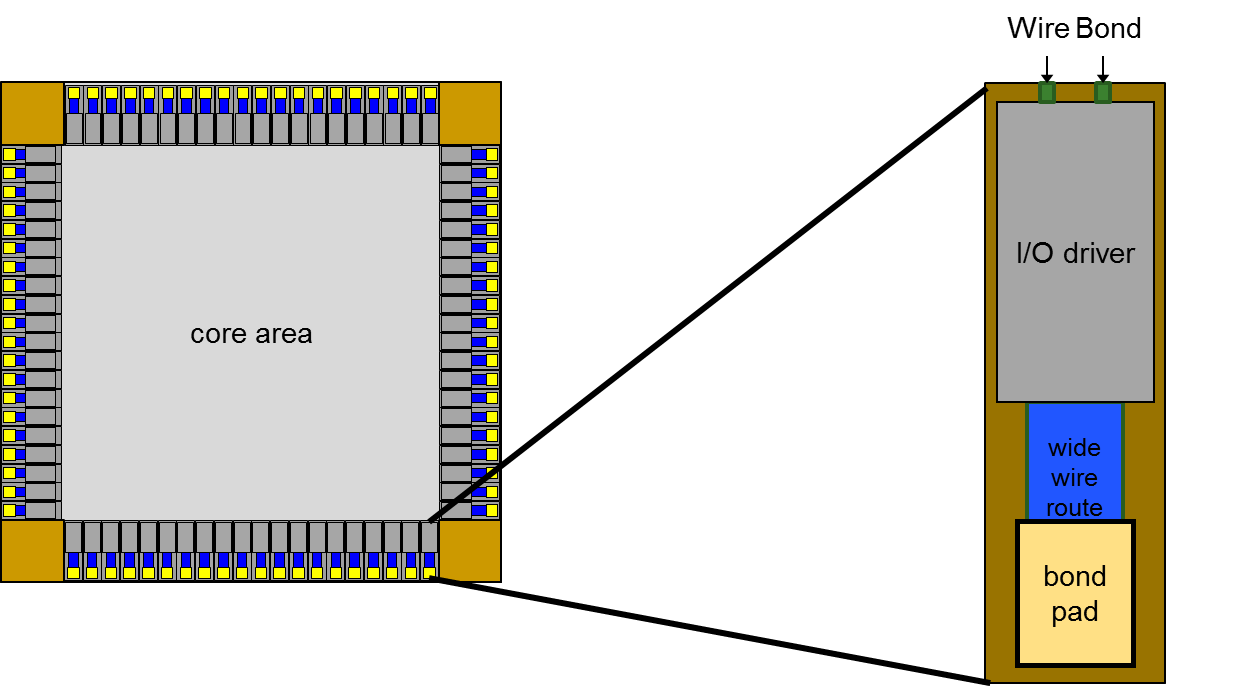 Wire Bond
I/O driver
core area
wide
wire
route
bond
pad